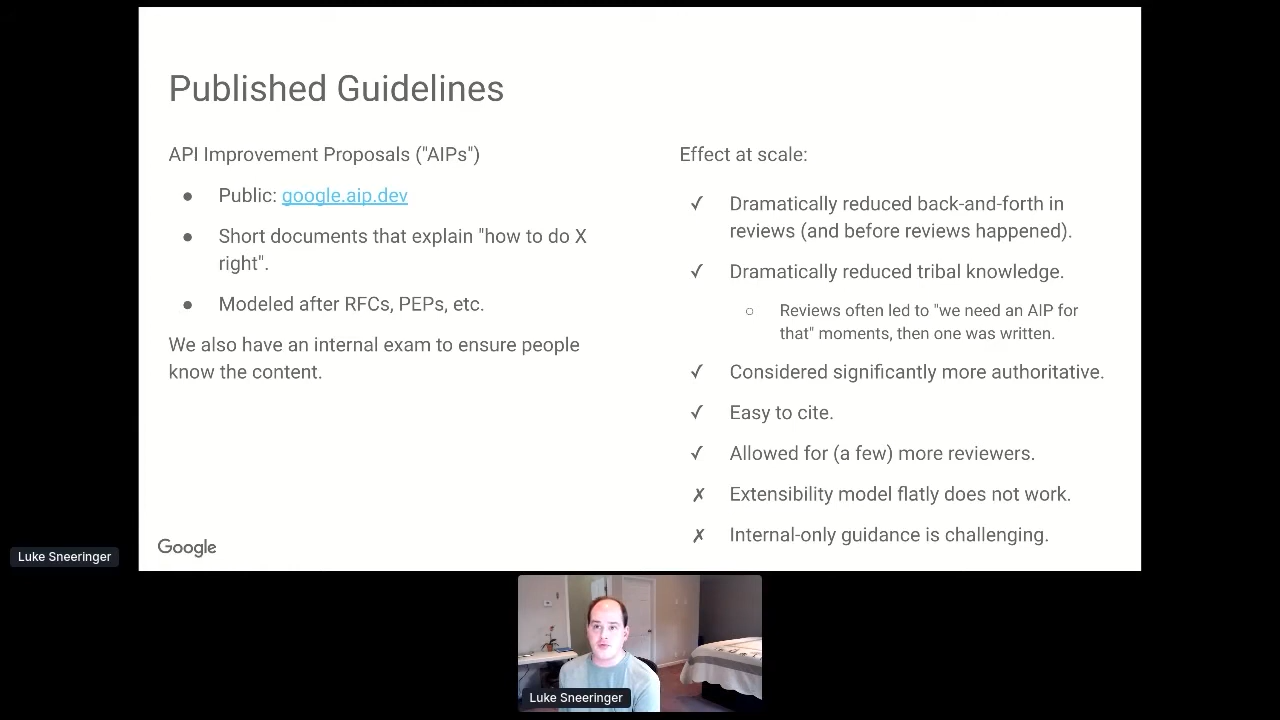 Published Guidelines
API Improvement Proposals ("AIPs")
● Public: google.aip.dev
● Short documents that explain "how to do X
right".
● Modeled after RFCs, PEPs, etc.
We also have an internal exam to ensure people
know the content.
Effect at scale:
✓ Dramatically reduced back-and-forth in
reviews (and before reviews happened).
✓ Dramatically reduced tribal knowledge.
○ Reviews often led to "we need an AIP for
that" moments, then one was written.
✓ Considered significantly more authoritative.
✓ Easy to cite.
✓ Allowed for (a few) more reviewers.
✗ Extensibility model flatly does not work.
✗ Internal-only guidance is challenging.
Google
Luke Sneeringer
Luke Sneeringer